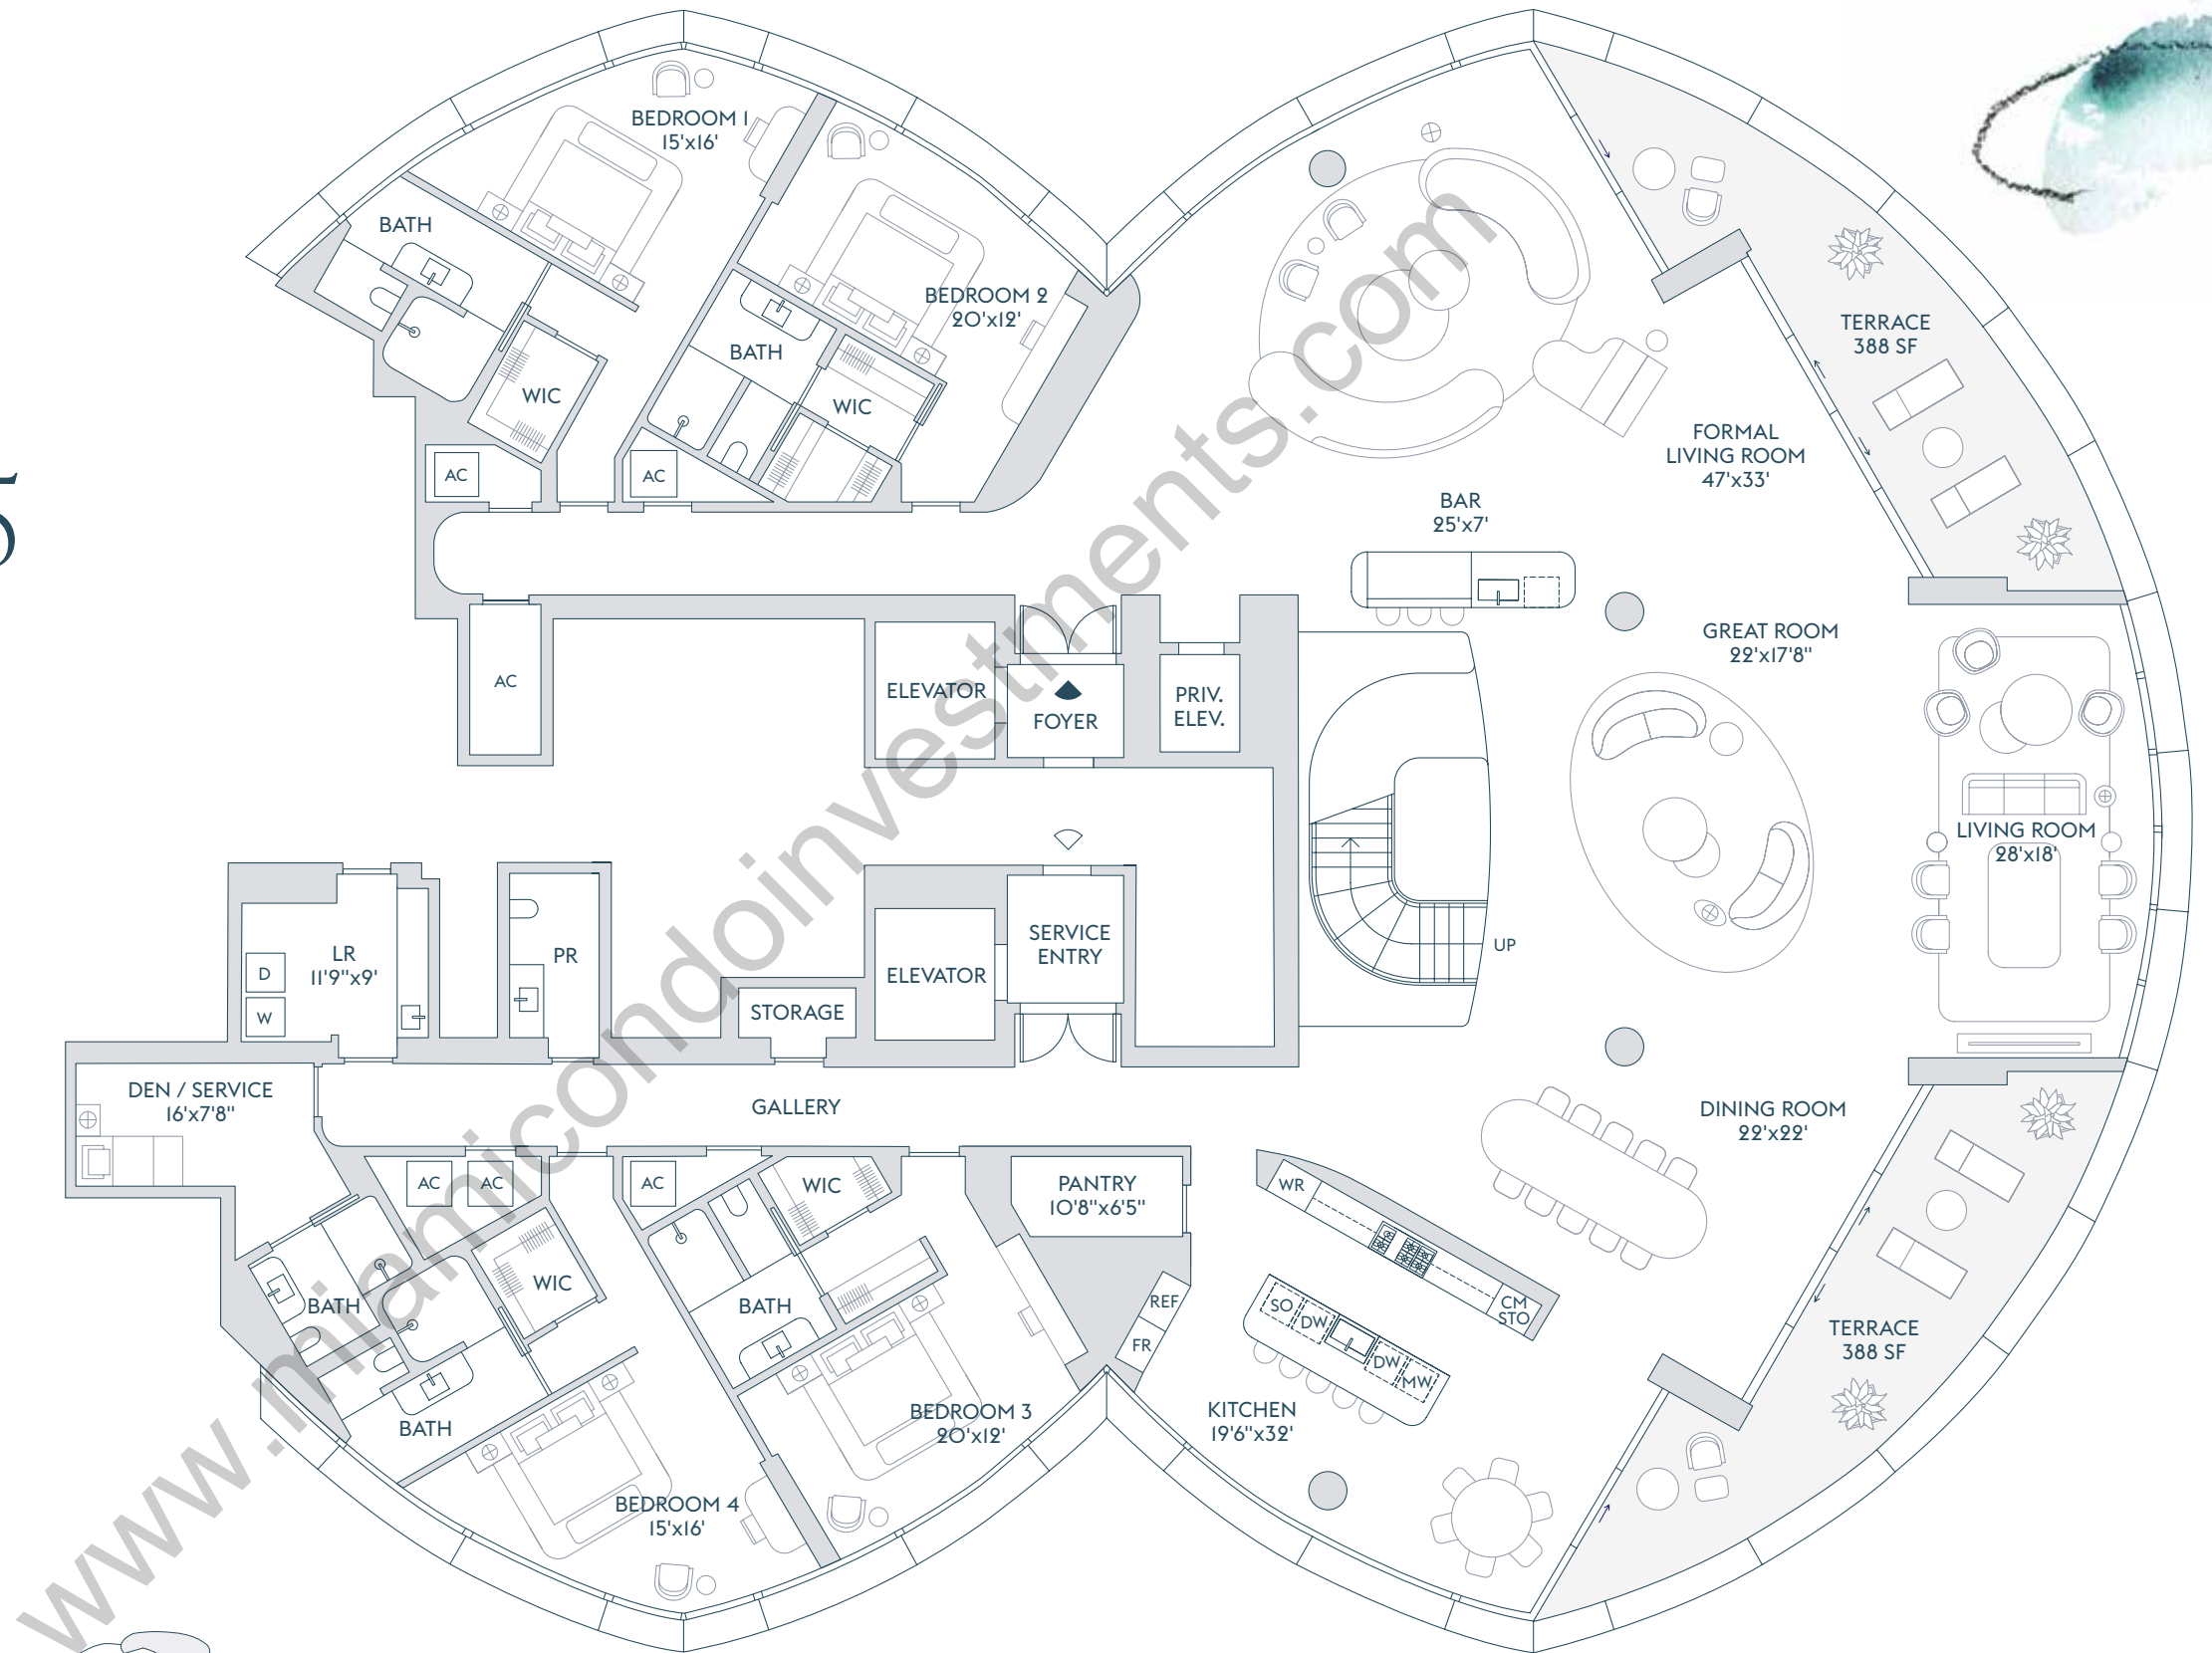 BEDROOM 1
15'x16'
BATH
BEDROOM 2
20'x12'
BATH
WIC
WIC
AC
AC
TERRACE
388 SF
FORMAL
LIVING ROOM
47'x33'
BAR
25'x7'
GREAT ROOM
22'x17'8"
AC
ELEVATOR
FOYER
PRIV.
ELEV.
LIVING ROOM
28'x18'
LR
11'9"x9'
D
W
PR
STORAGE
ELEVATOR
SERVICE
ENTRY
UP
DEN / SERVICE
16'x7'8"
GALLERY
DINING ROOM
22'x22'
AC
AC
AC
WIC
PANTRY
10'8"x6'5"
WR
WIC
BATH
BATH
REF
FR
SO
DW
DW
MW
CM
STO
TERRACE
388 SF
BATH
BEDROOM 3
20'x12'
KITCHEN
19'6"x32'
BEDROOM 4
15'x16'
www.miamicondoinvestments.com